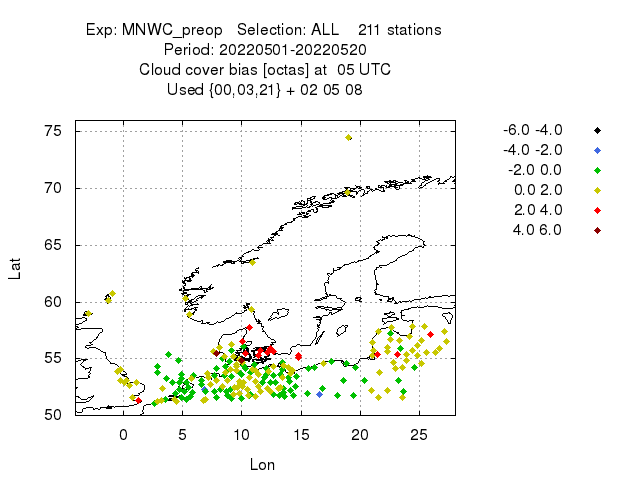 Exp: MNWC_preop   Selection: ALL    211 stations
Period: 20220501-20220520
Cloud cover bias [octas] at  05 UTC
Used {00,03,21} + 02 05 08
75
70
65
60
55
50
Lat
0 5 10 15 20 25
Lon
-6.0 -4.0
-4.0 -2.0
-2.0 0.0
0.0 2.0
2.0 4.0
4.0 6.0